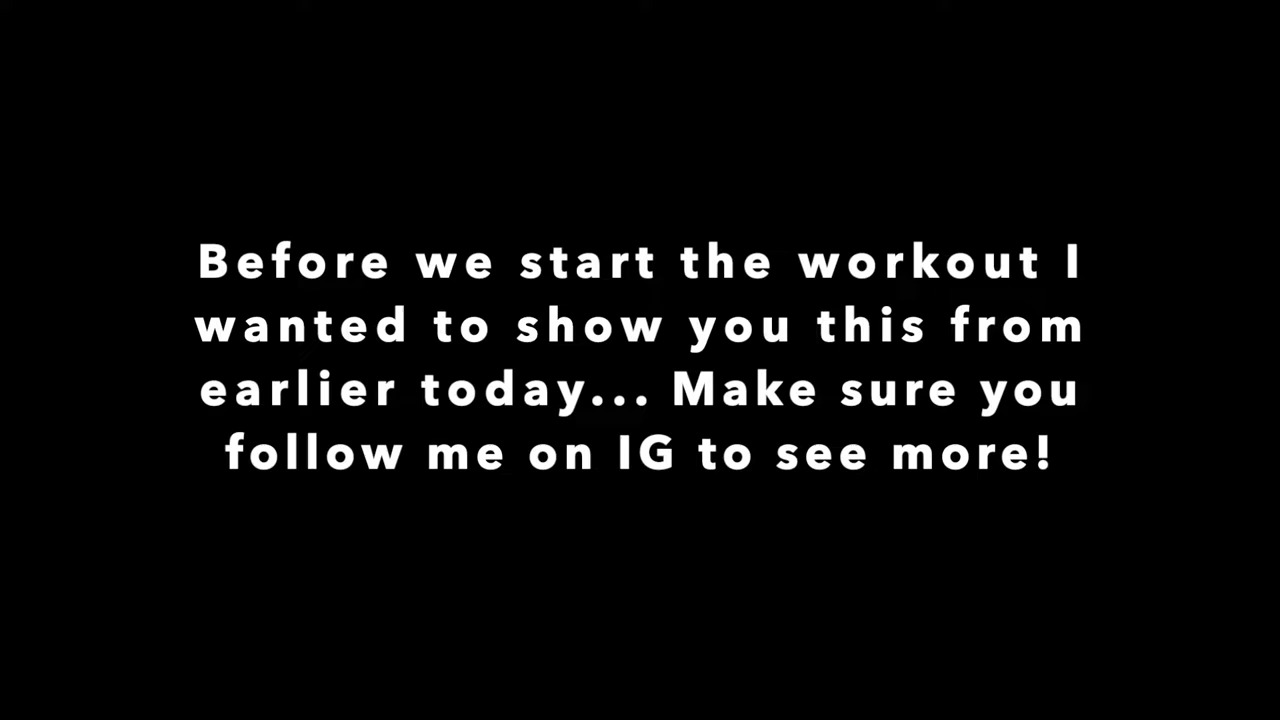 Before we start the workout I
wanted to show you this from
earlier today... Make sure you
follow me on IG to see more!